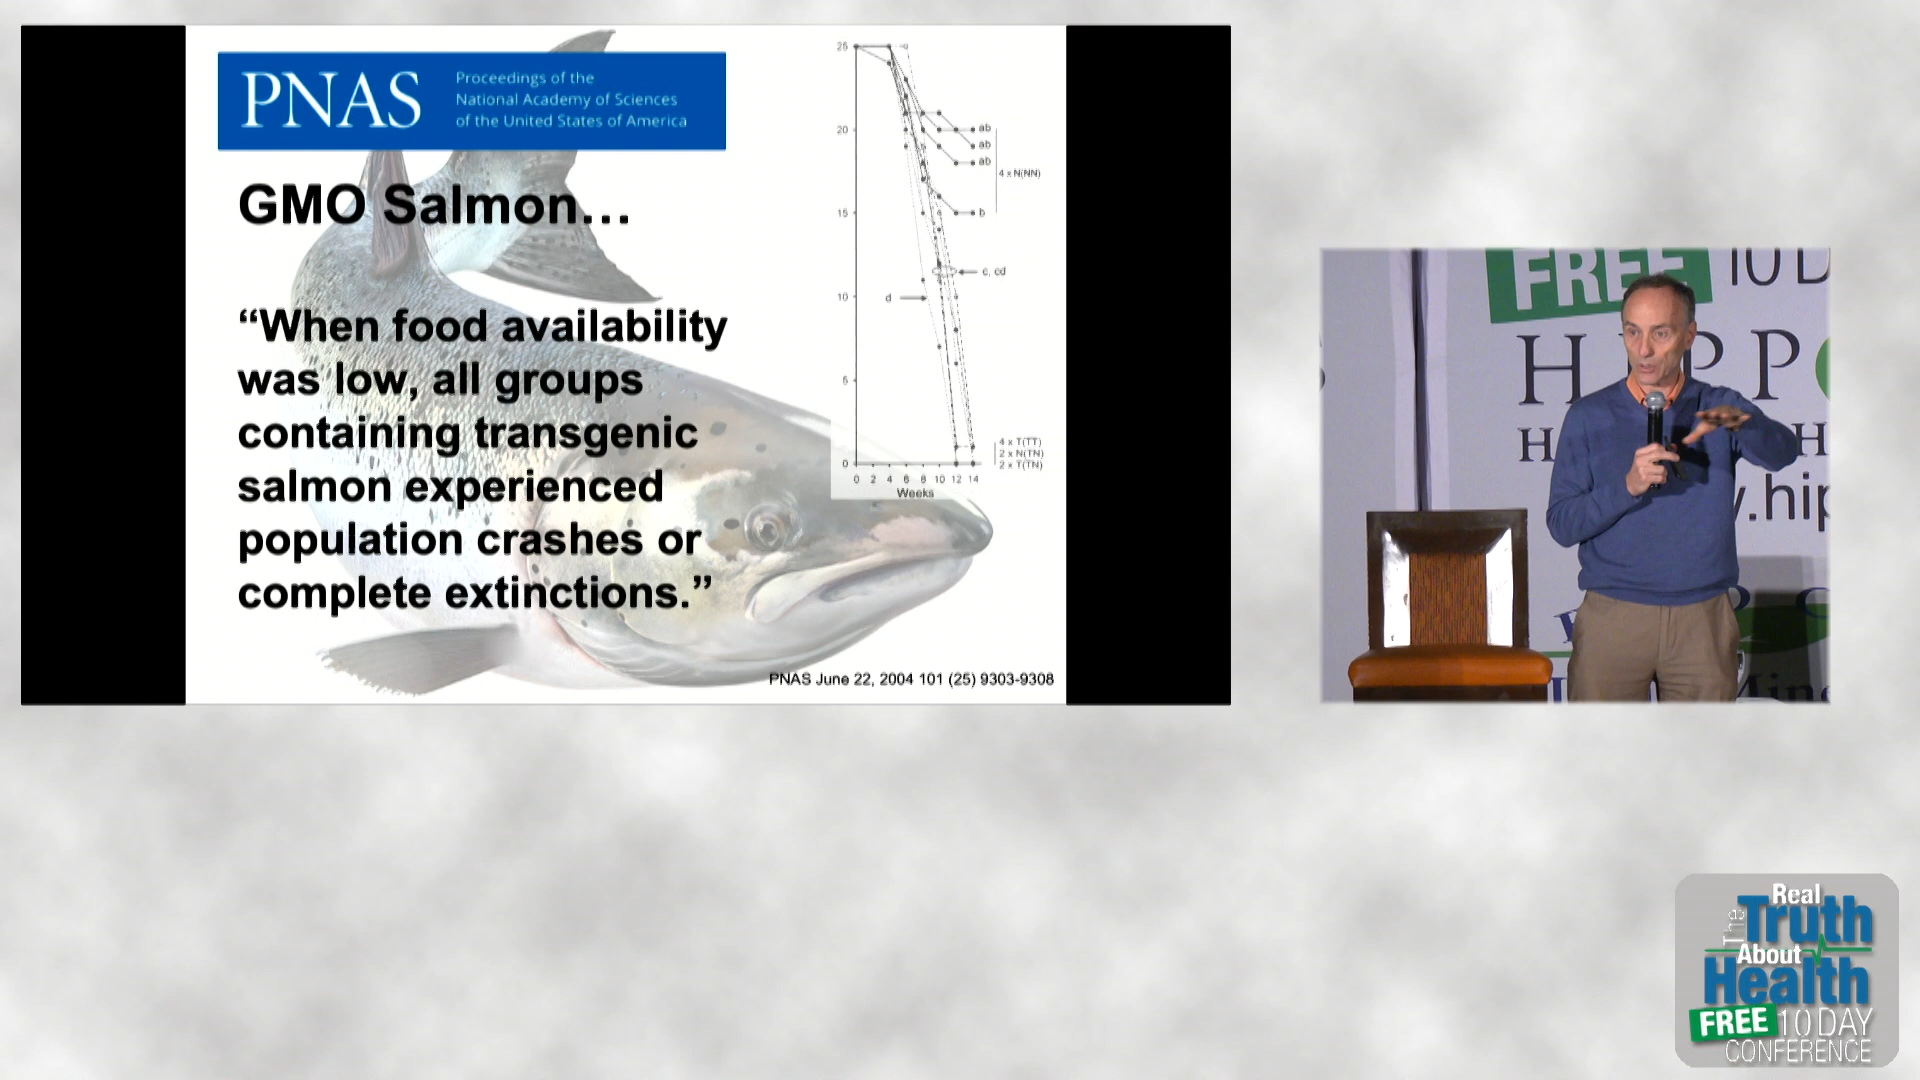 PNAS
Proceedings of the
National Academy of Sciences
of the United States of America
GMO Salmon…
“When food availability
was low, all groups
containing transgenic
salmon experienced
population crashes or
complete extinctions.”
25
20
15
10
5
0
ab
ab
ab
4 x N(NN)
b
c, cd
d
4 x T(TT)
2 x N(TN)
2 x T(TN)
0 2 4 6 8 10 12 14
Weeks
PNAS June 22, 2004 101 (25) 9303-9308
FREE 10 D
HIPP
H
H
.hip
Mine
The Real
Truth
About
Health
FREE 10 DAY
CONFERENCE